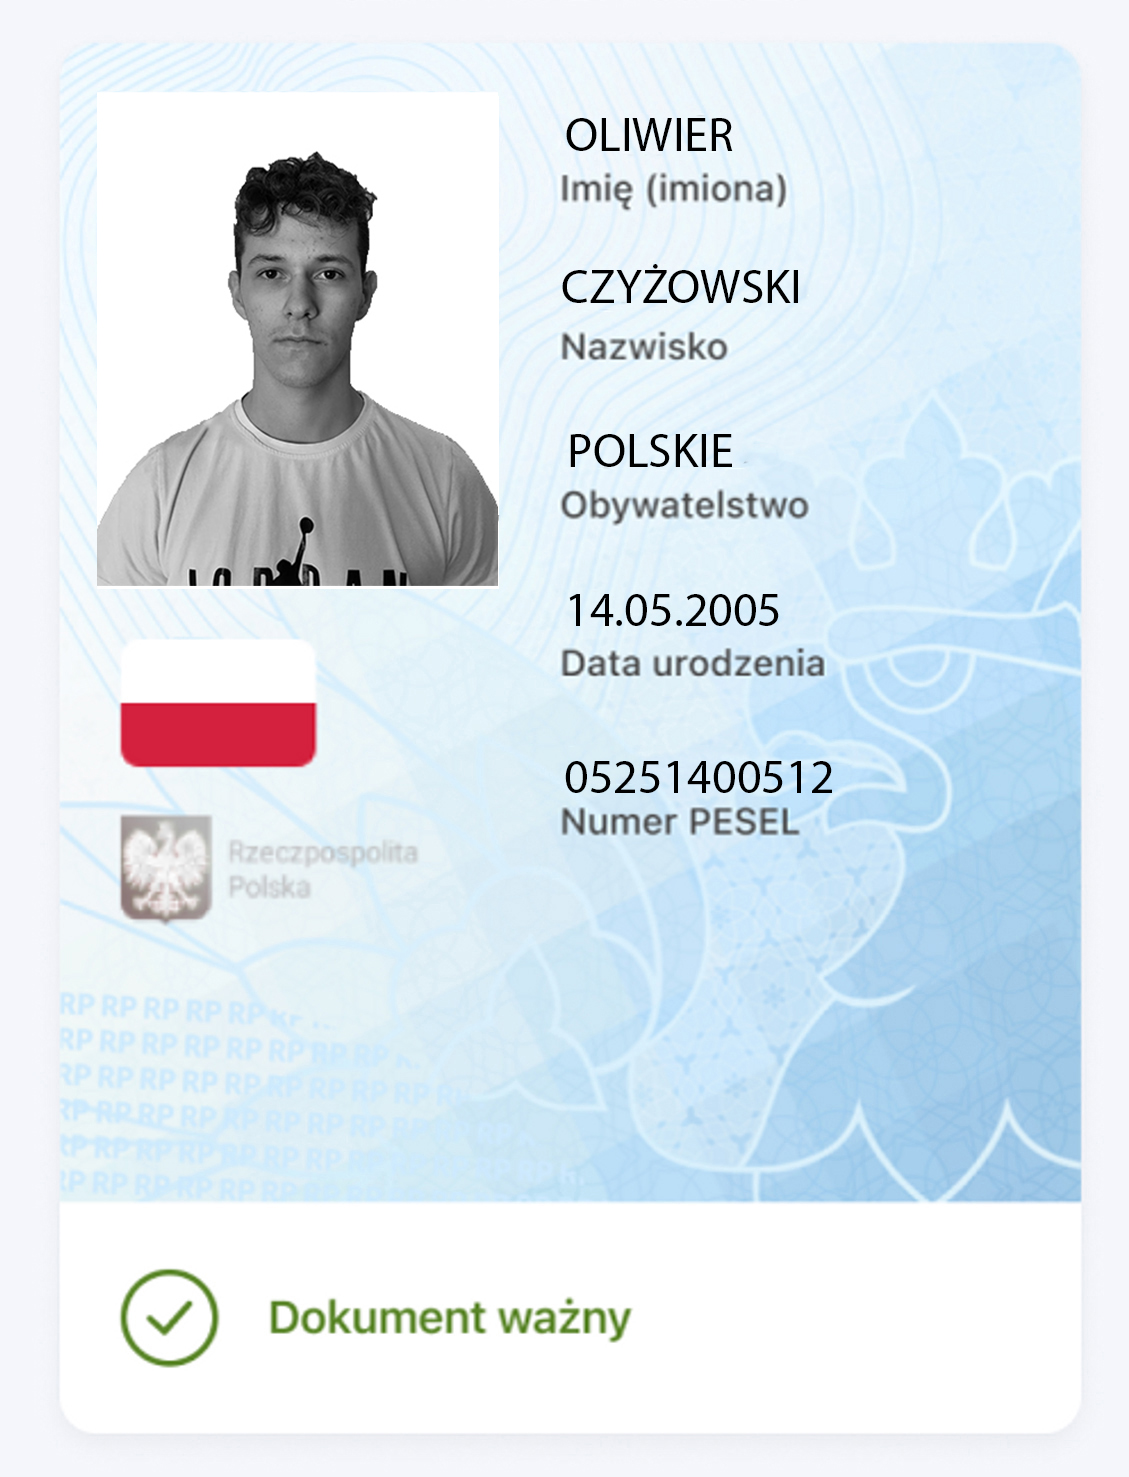 OLIWIER
Imię (imiona)
CZYŻOWSKI
Nazwisko
POLSKIE
Obywatelstwo
14.05.2005
Data urodzenia
05251400512
Numer PESEL
JORDAN
Rzeczpospolita
Polska
RP RP RP RP RP RP
RP RP RP RP RP RP RP RP
RP RP RP RP RP RP RP RP RP
RP RP RP RP RP RP RP RP RP
RP RP RP RP RP RP RP
RP RP RP RP RP RP RP
Dokument ważny